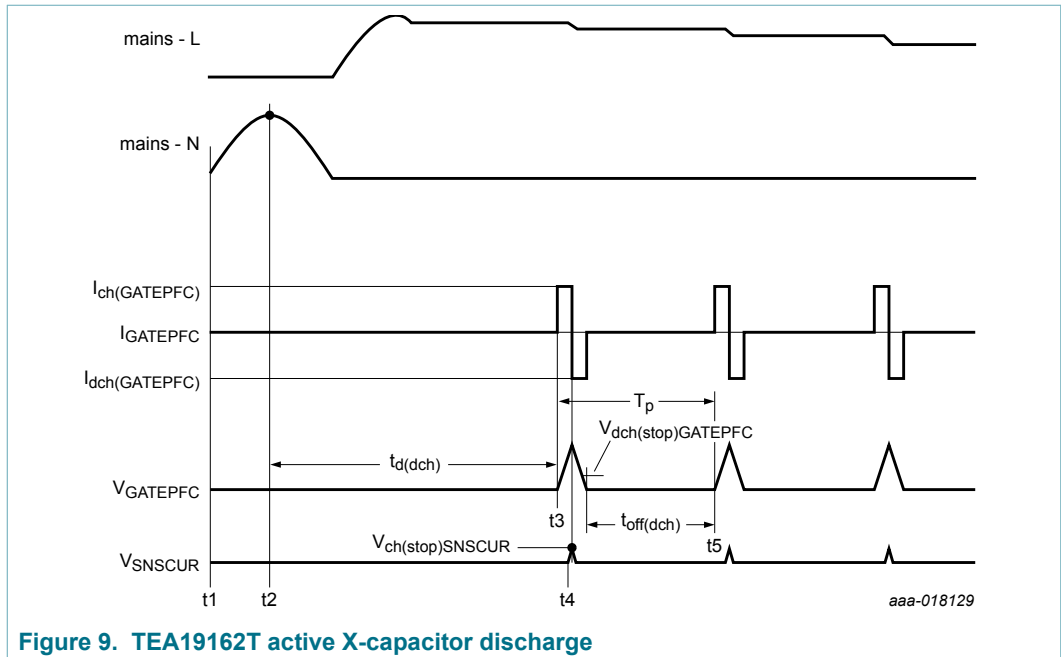 mains - L
mains - N
Ich(GATEPFC)
IGATEPFC
Idch(GATEPFC)
Tp
Vdch(stop)GATEPFC
td(dch)
VGATEPFC
t3
toff(dch)
t5
Vch(stop)SNSCUR
VSNSCUR
t1
t2
t4
aaa-018129
Figure 9. TEA19162T active X-capacitor discharge